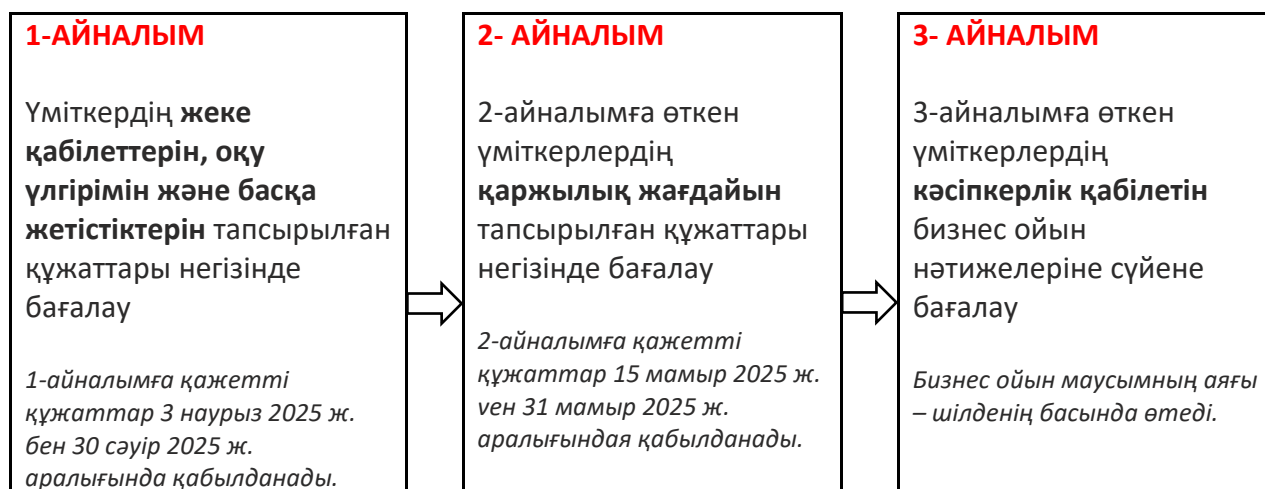 1-АЙНАЛЫМ
Үміткердің жеке
қабілеттерін, оқу
үлгірімін және басқа
жетістіктерін тапсырылған
құжаттары негізінде
бағалау
1-айналымға қажетті
құжаттар 3 наурыз 2025 ж.
бен 30 сәуір 2025 ж.
аралығында қабылданады.
2- АЙНАЛЫМ
2-айналымға өткен
үміткерлердің
қаржылық жағдайын
тапсырылған құжаттары
негізінде бағалау
2-айналымға қажетті
құжаттар 15 мамыр 2025 ж.
vен 31 мамыр 2025 ж.
аралығындая қабылданады.
3- АЙНАЛЫМ
3-айналымға өткен
үміткерлердің
кәсіпкерлік қабілетін
бизнес ойын
нәтижелеріне сүйене
бағалау
Бизнес ойын маусымның аяғы
– шілденің басында өтеді.